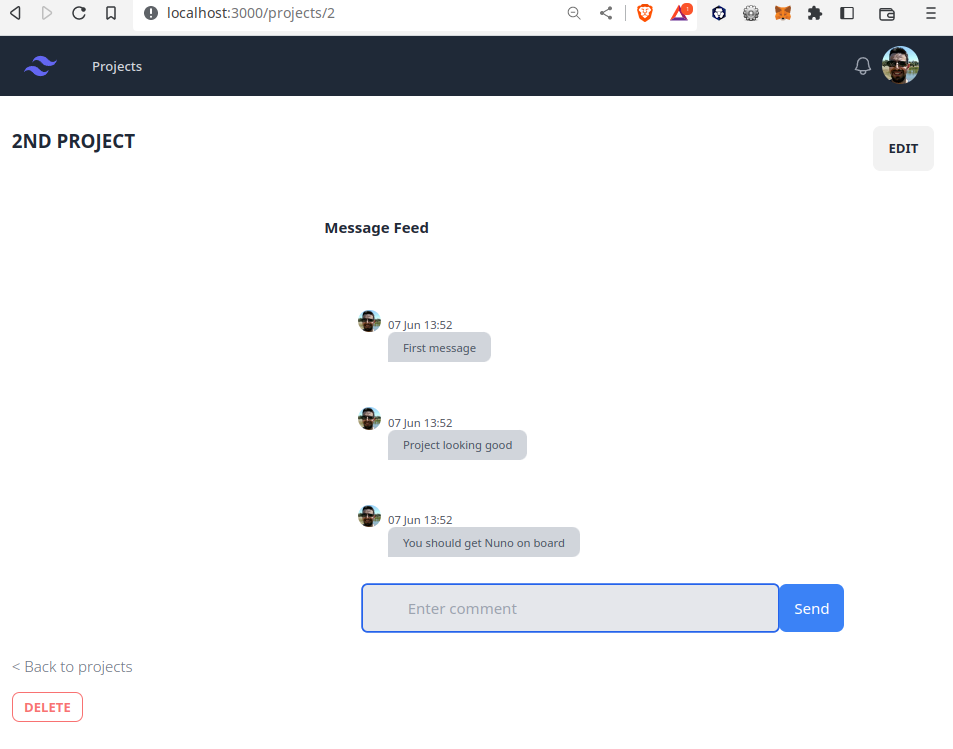 localhost:3000/projects/2
Projects
2ND PROJECT
EDIT
Message Feed
07 Jun 13:52
First message
07 Jun 13:52
Project looking good
07 Jun 13:52
You should get Nuno on board
Enter comment
Send
< Back to projects
DELETE